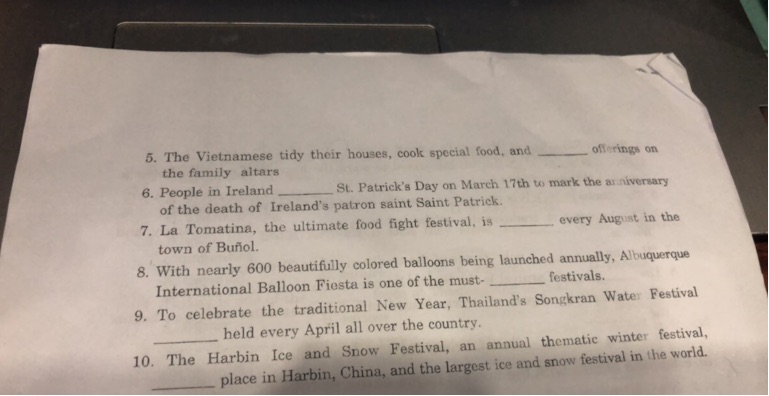 5. The Vietnamese tidy their houses, cook special food, and ______ offerings on
the family altars
6. People in Ireland ______ St. Patrick's Day on March 17th to mark the anniversary
of the death of Ireland's patron saint Saint Patrick.
7. La Tomatina, the ultimate food fight festival, is ______ every August in the
town of Buñol.
8. With nearly 600 beautifully colored balloons being launched annually, Albuquerque
International Balloon Fiesta is one of the must- ______ festivals.
9. To celebrate the traditional New Year, Thailand's Songkran Water Festival
______ held every April all over the country.
10. The Harbin Ice and Snow Festival, an annual thematic winter festival,
______ place in Harbin, China, and the largest ice and snow festival in the world.